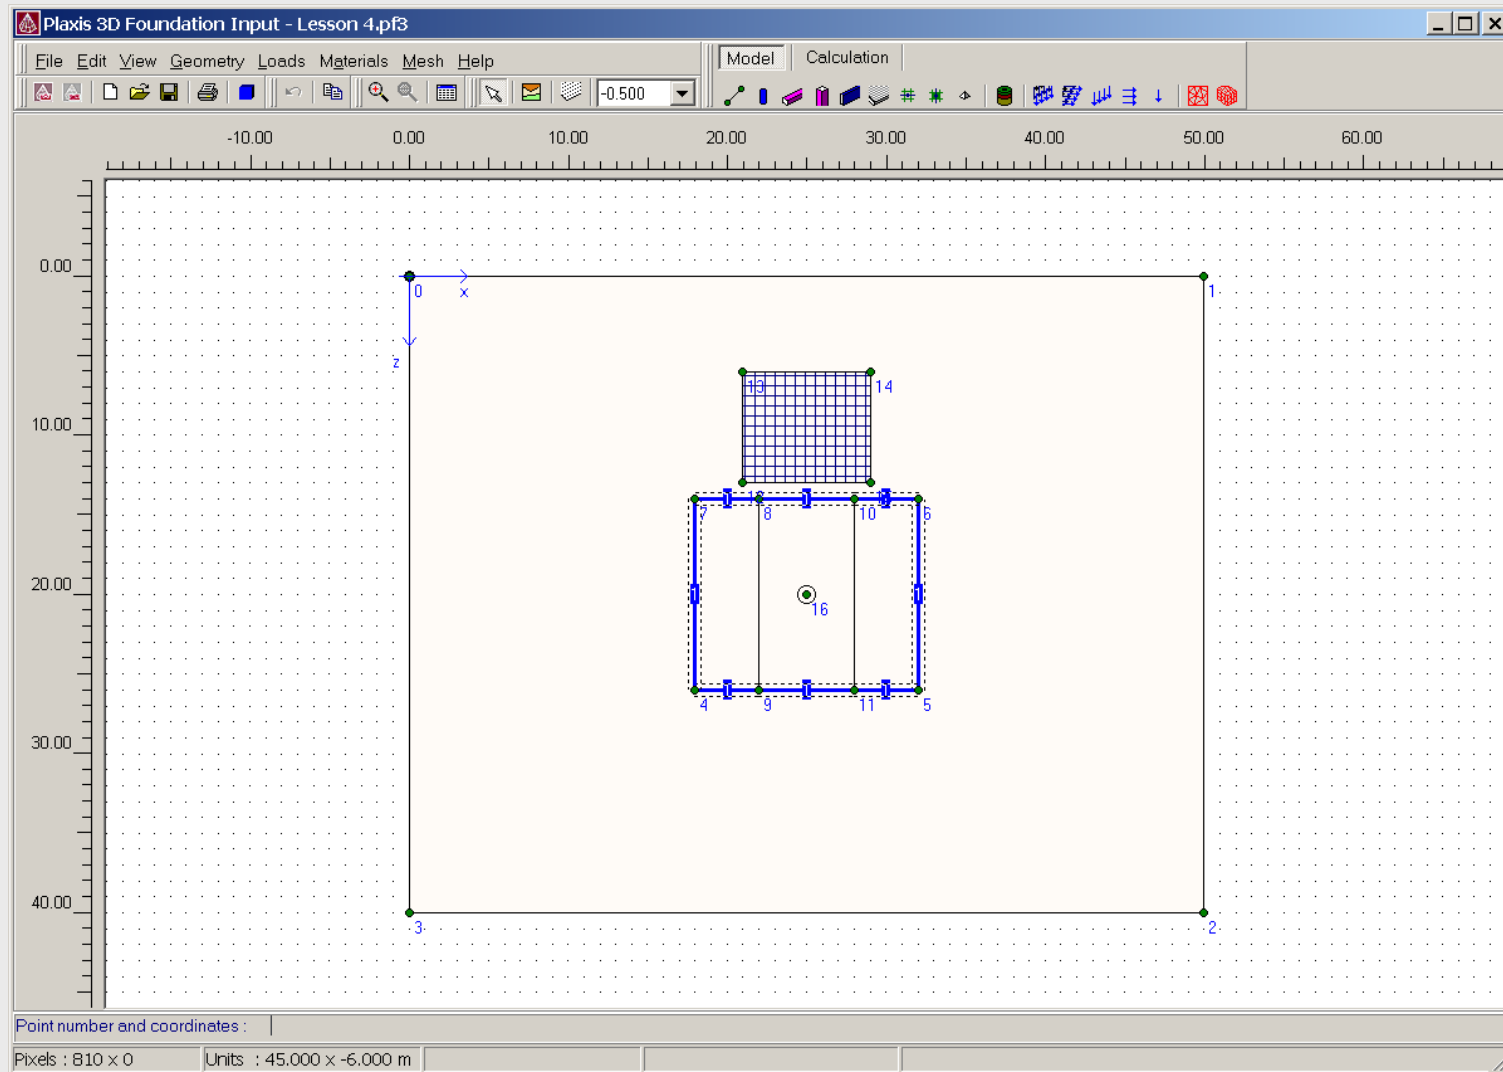 Plaxis 3D Foundation Input - Lesson 4.pf3
File Edit View Geometry Loads Materials Mesh Help
Model Calculation
-0.500
-10.00 0.00 10.00 20.00 30.00 40.00 50.00 60.00
0.00
0 x 1
z
13 14
10.00
12
7 8 10 6
20.00
16
4 9 11 5
30.00
40.00
3 2
Point number and coordinates :
Pixels : 810 x 0 Units : 45.000 x -6.000 m